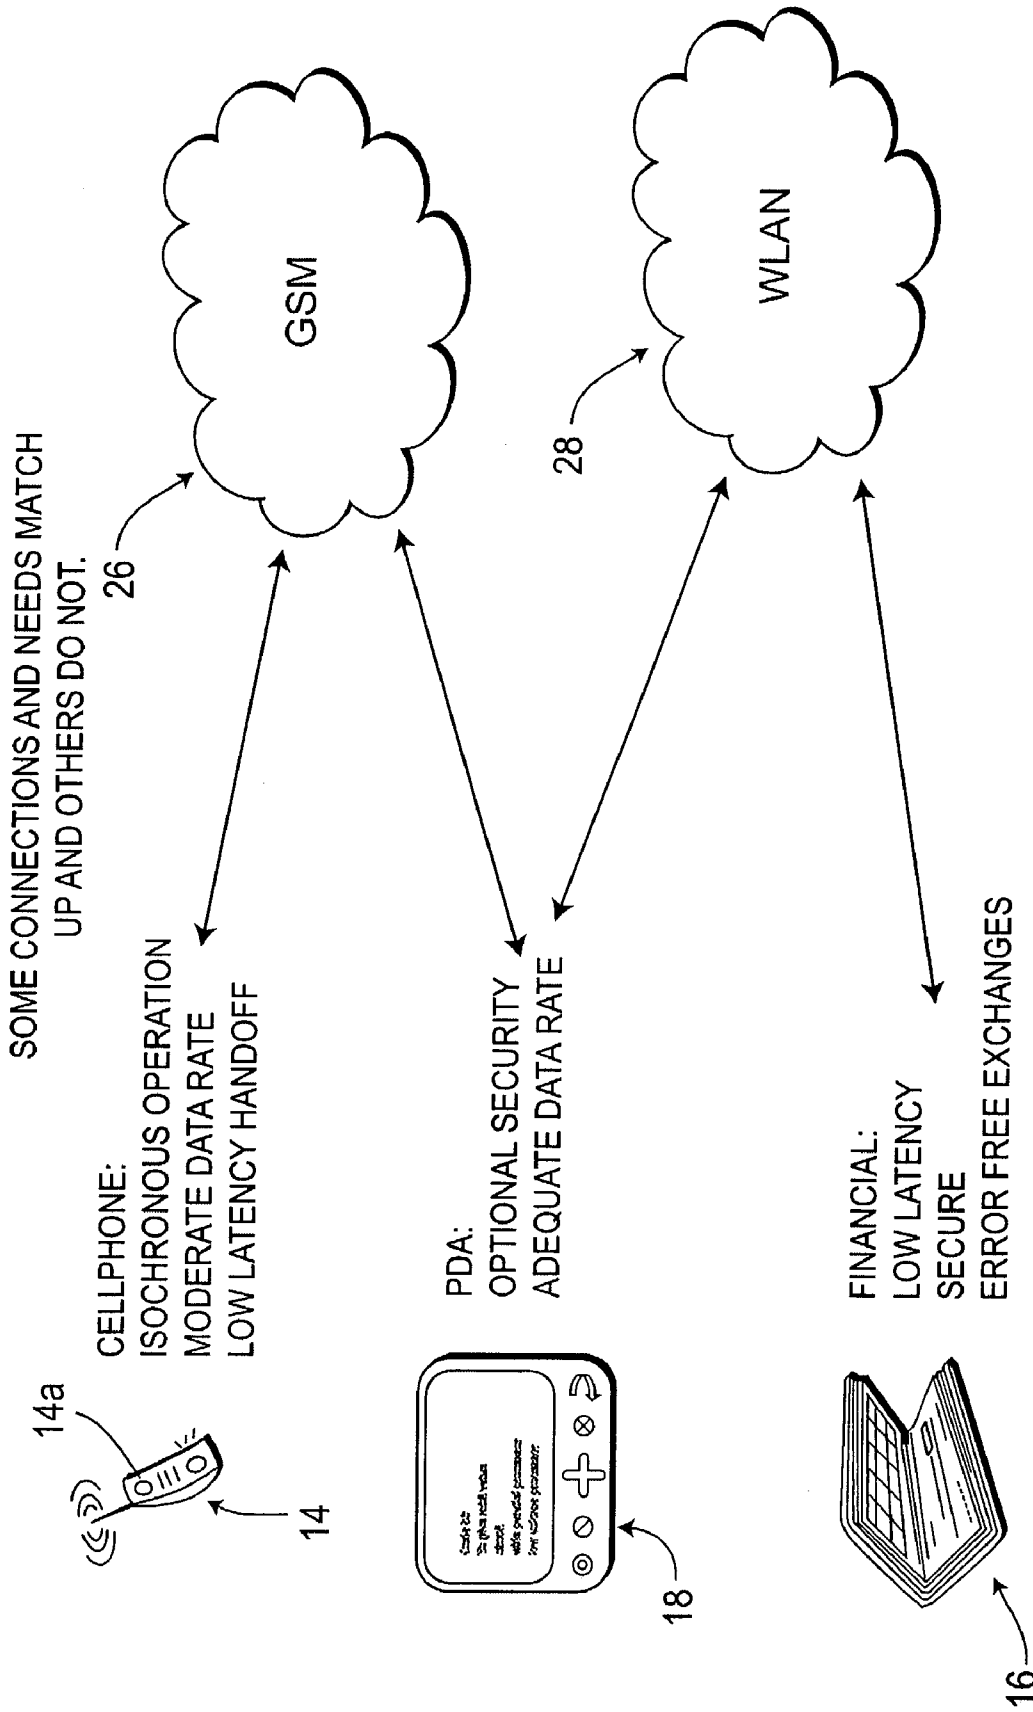 SOME CONNECTIONS AND NEEDS MATCH
UP AND OTHERS DO NOT.
14a
14
CELLPHONE:
ISOCHRONOUS OPERATION
MODERATE DATA RATE
LOW LATENCY HANDOFF
26
GSM
18
PDA:
OPTIONAL SECURITY
ADEQUATE DATA RATE
28
WLAN
16
FINANCIAL:
LOW LATENCY
SECURE
ERROR FREE EXCHANGES